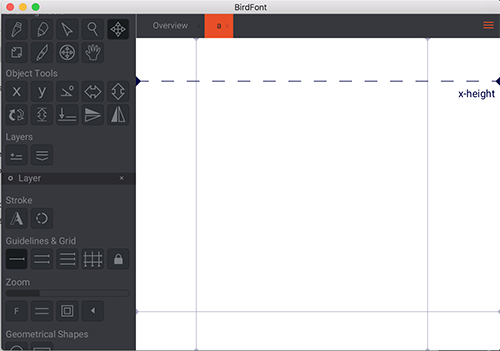 BirdFont
Overview
a
Object Tools
x y
Layers
Layer
Stroke
A
Guidelines & Grid
Zoom
F
Geometrical Shapes
x-height